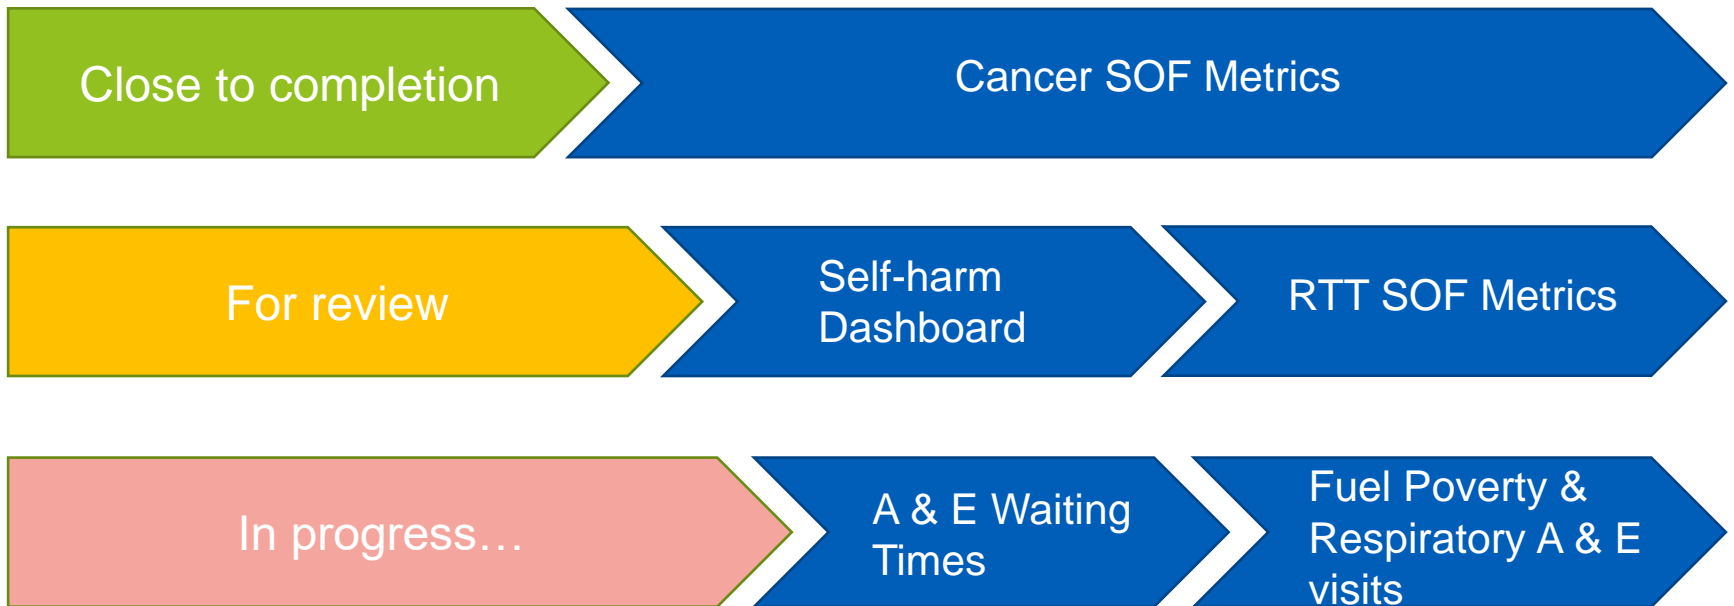 Close to completion
Cancer SOF Metrics
For review
Self-harm
Dashboard
RTT SOF Metrics
In progress…
A & E Waiting
Times
Fuel Poverty &
Respiratory A & E
visits